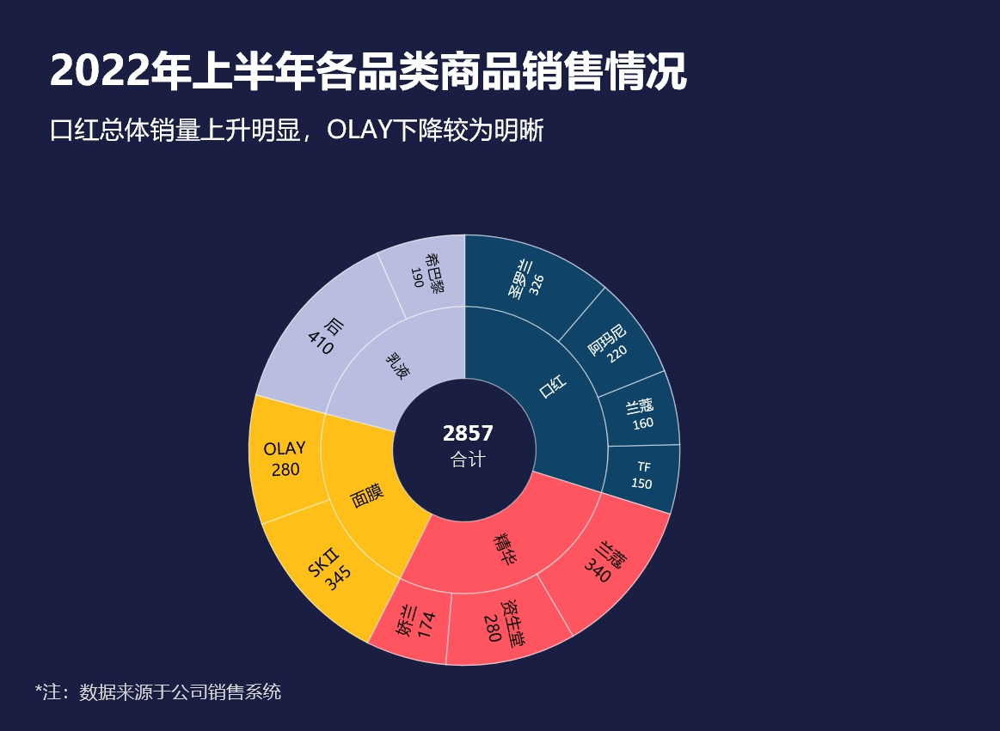 2022年上半年各品类商品销售情况
口红总体销量上升明显，OLAY下降较为明晰
希巴黎
190
圣罗兰
326
后
410
阿玛尼
220
乳液
口红
兰蔻
160
2857
合计
OLAY
280
TF
150
面膜
精华
SKⅡ
345
兰蔻
340
娇兰
174
资生堂
280
*注：数据来源于公司销售系统